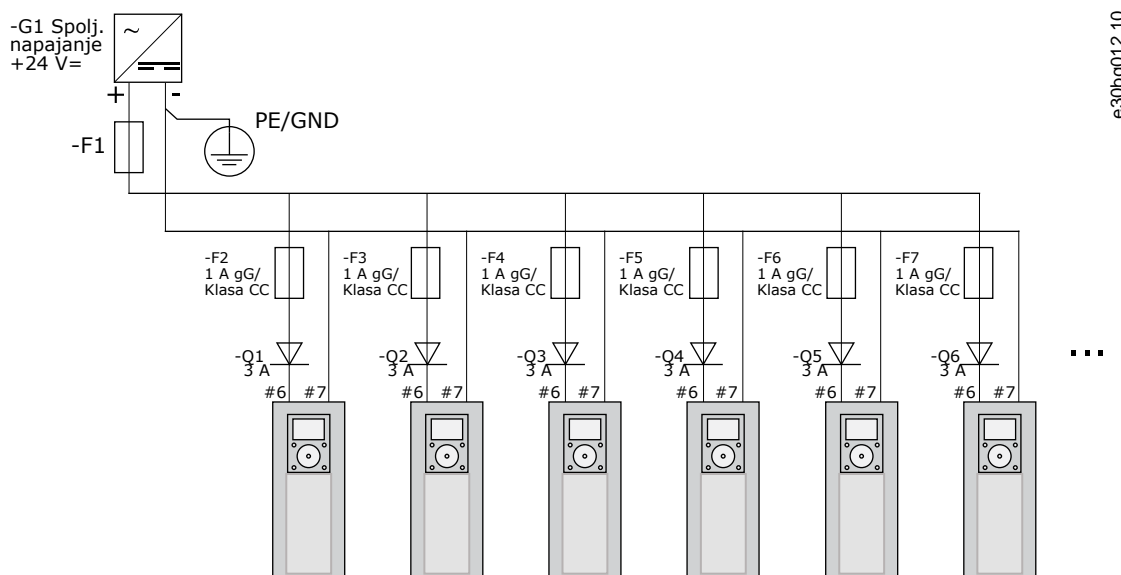 -G1 Spolj.
napajanje
+24 V=
~
+ -
PE/GND
-F1
e30bg012.10
-F2
1 A gG/
Klasa CC
-F3
1 A gG/
Klasa CC
-F4
1 A gG/
Klasa CC
-F5
1 A gG/
Klasa CC
-F6
1 A gG/
Klasa CC
-F7
1 A gG/
Klasa CC
-Q1
3 A
-Q2
3 A
-Q3
3 A
-Q4
3 A
-Q5
3 A
-Q6
3 A
...
#6 #7 #6 #7 #6 #7 #6 #7 #6 #7 #6 #7